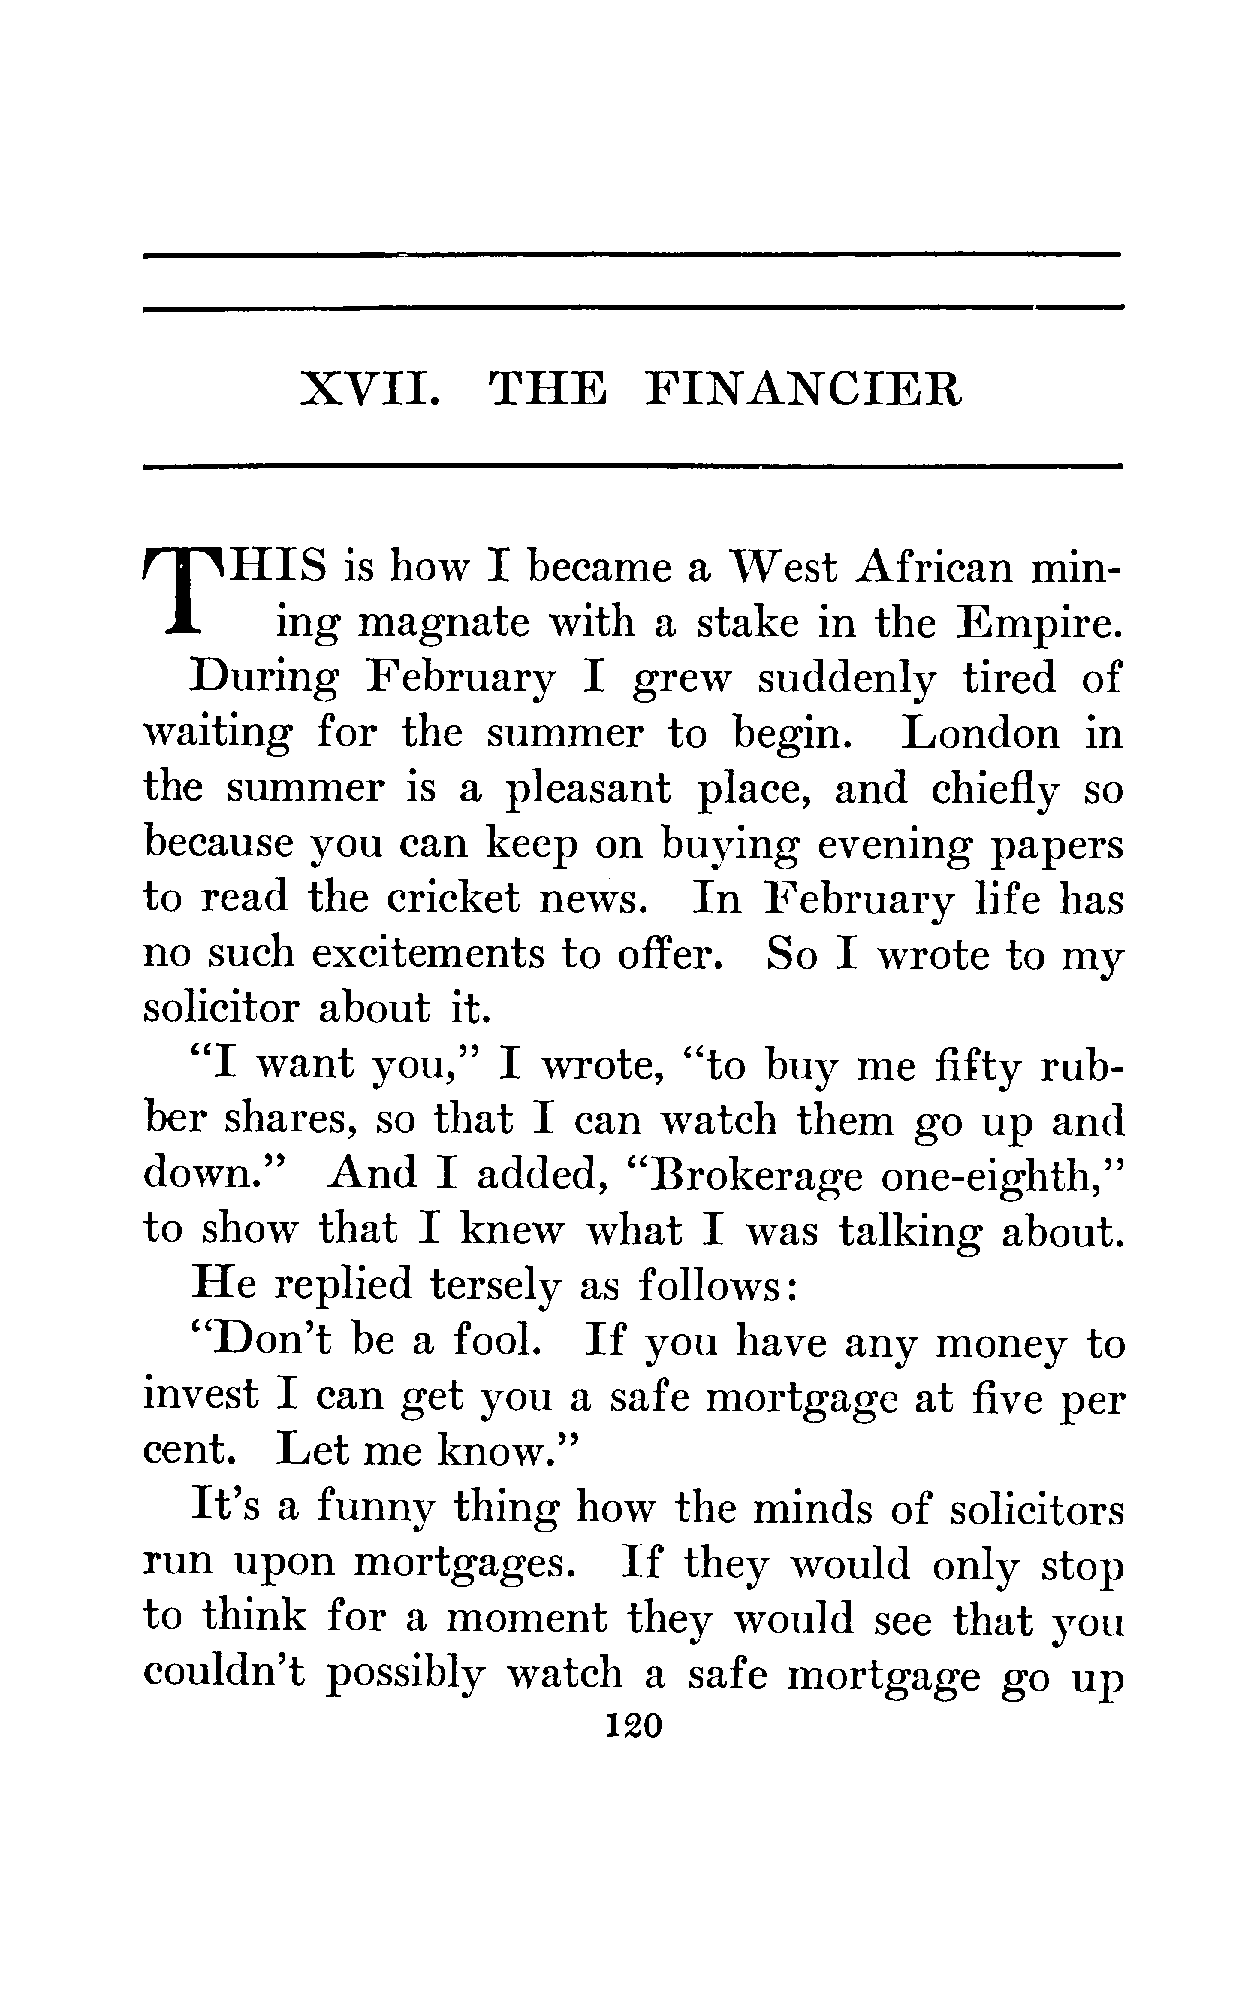 XVII. THE FINANCIER
THIS is how I became a West African min-
ing magnate with a stake in the Empire.
During February I grew suddenly tired of
waiting for the summer to begin. London in
the summer is a pleasant place, and chiefly so
because you can keep on buying evening papers
to read the cricket news. In February life has
no such excitements to offer. So I wrote to my
solicitor about it.
"I want you," I wrote, "to buy me fifty rub-
ber shares, so that I can watch them go up and
down." And I added, "Brokerage one-eighth,"
to show that I knew what I was talking about.
He replied tersely as follows:
"Don't be a fool. If you have any money to
invest I can get you a safe mortgage at five per
cent. Let me know."
It's a funny thing how the minds of solicitors
run upon mortgages. If they would only stop
to think for a moment they would see that you
couldn't possibly watch a safe mortgage go up
120